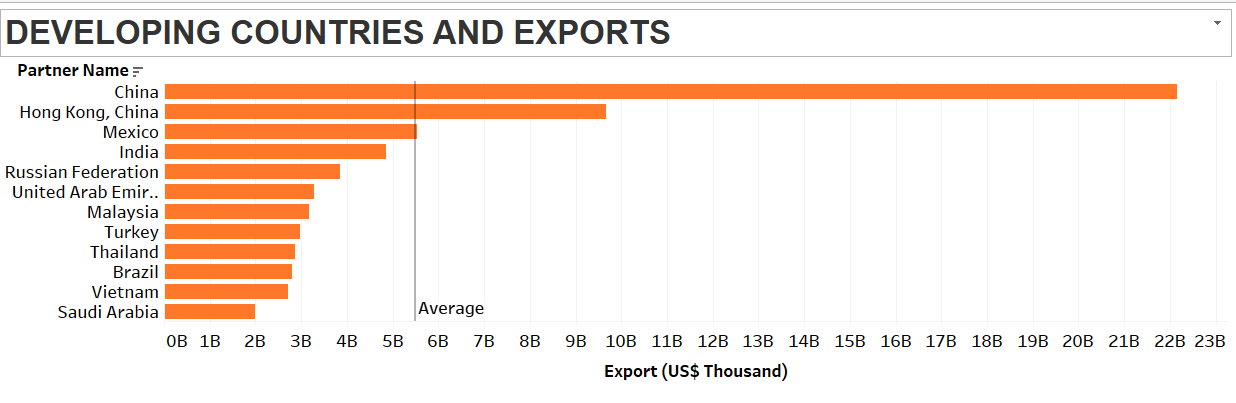 DEVELOPING COUNTRIES AND EXPORTS
Partner Name
China
Hong Kong, China
Mexico
India
Russian Federation
United Arab Emir..
Malaysia
Turkey
Thailand
Brazil
Vietnam
Saudi Arabia
Average
0B 1B 2B 3B 4B 5B 6B 7B 8B 9B 10B 11B 12B 13B 14B 15B 16B 17B 18B 19B 20B 21B 22B 23B
Export (US$ Thousand)